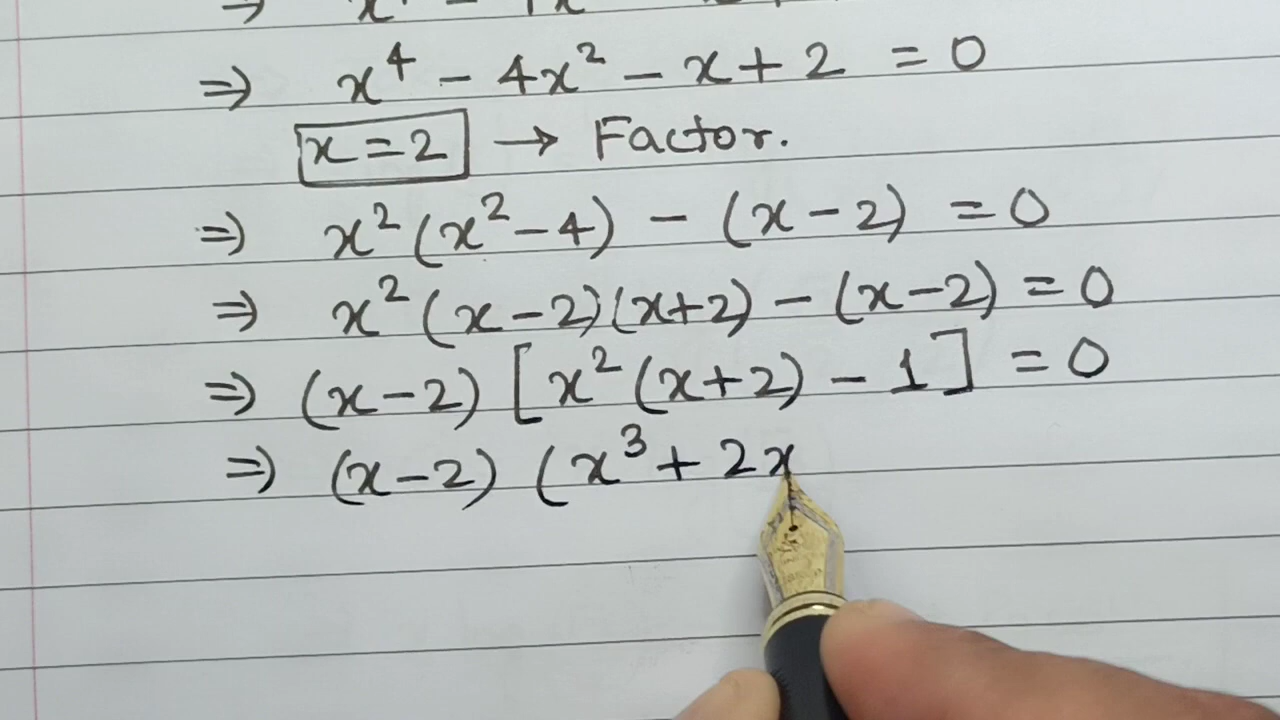 ⇒ x⁴ - 4x² - x + 2 = 0
x = 2 → Factor.
⇒ x² (x² - 4) - (x - 2) = 0
⇒ x² (x - 2) (x + 2) - (x - 2) = 0
⇒ (x - 2) [x² (x + 2) - 1] = 0
⇒ (x - 2) (x³ + 2x